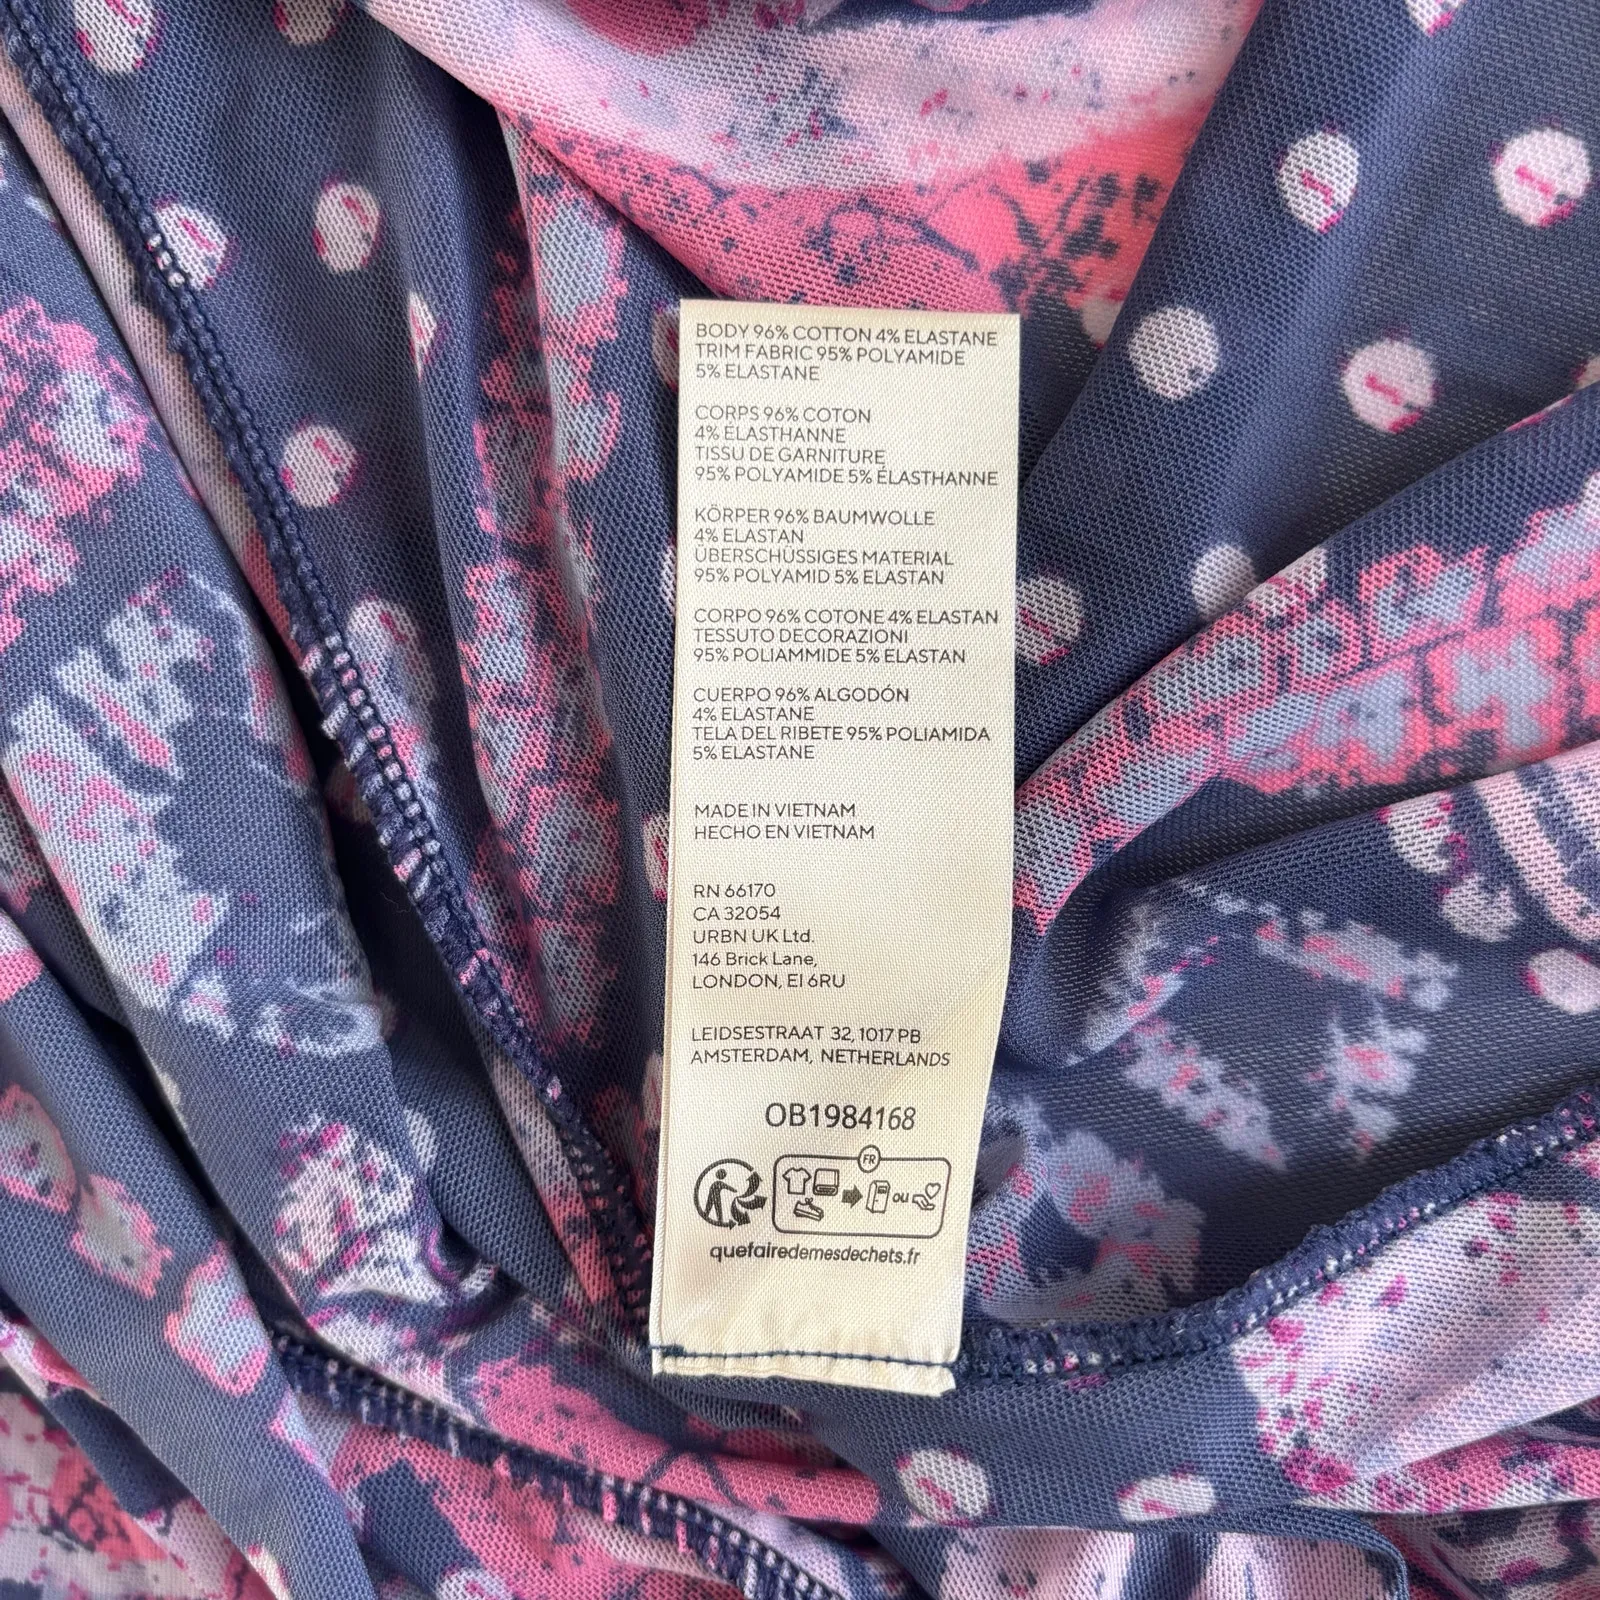 BODY 96% COTTON 4% ELASTANE
TRIM FABRIC 95% POLYAMIDE
5% ELASTANE
CORPS 96% COTON
4% ÉLASTHANNE
TISSU DE GARNITURE
95% POLYAMIDE 5% ÉLASTHANNE
KÖRPER 96% BAUMWOLLE
4% ELASTAN
ÜBERSCHÜSSIGES MATERIAL
95% POLYAMID 5% ELASTAN
CORPO 96% COTONE 4% ELASTAN
TESSUTO DECORAZIONI
95% POLIAMMIDE 5% ELASTAN
CUERPO 96% ALGODÓN
4% ELASTANE
TELA DEL RIBETE 95% POLIAMIDA
5% ELASTANE
MADE IN VIETNAM
HECHO EN VIETNAM
RN 66170
CA 32054
URBN UK Ltd.
146 Brick Lane,
LONDON, E1 6RU
LEIDSESTRAAT 32, 1017 PB
AMSTERDAM, NETHERLANDS
OB1984168
FR
ou
quefairedemesdechets.fr